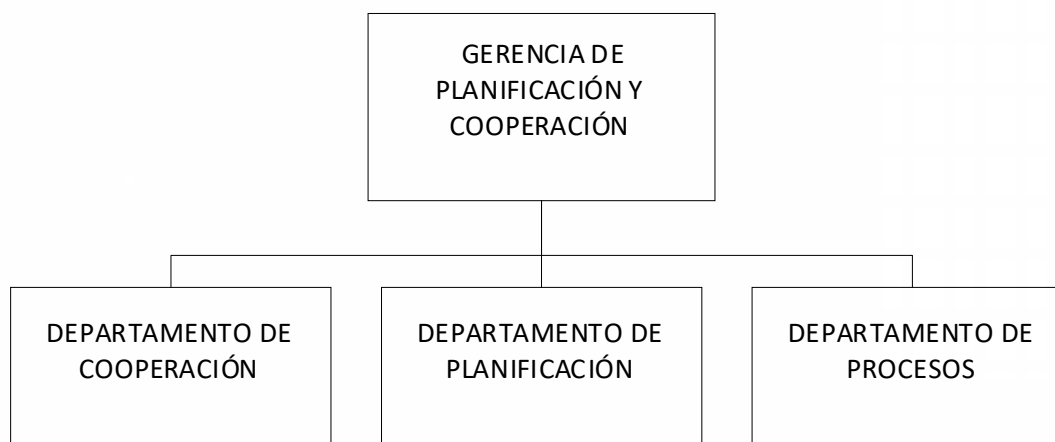 GERENCIA DE
PLANIFICACIÓN Y
COOPERACIÓN
DEPARTAMENTO DE
COOPERACIÓN
DEPARTAMENTO DE
PLANIFICACIÓN
DEPARTAMENTO DE
PROCESOS